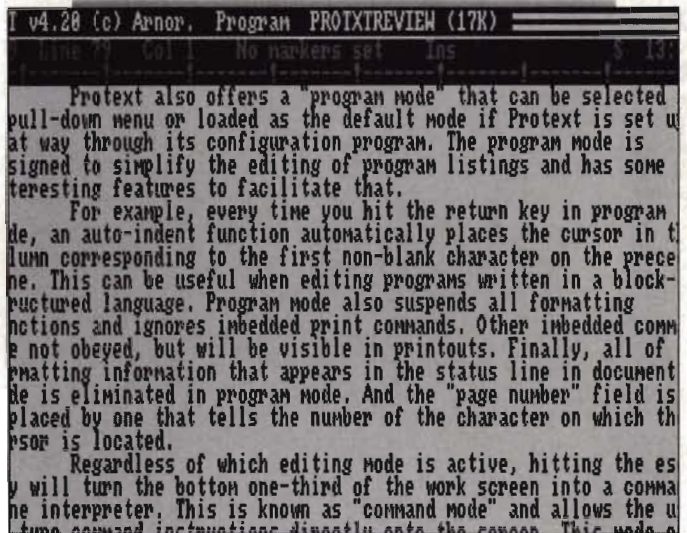 T v4.20 (c) Arnor. Program PROTXTREVIEW (17K)
Line 79 Col 1 No markers set Ins S 13:
Protext also offers a "program mode" that can be selected
pull-down menu or loaded as the default mode if Protext is set u
at way through its configuration program. The program mode is
signed to simplify the editing of program listings and has some
teresting features to facilitate that.
For example, every time you hit the return key in program
de, an auto-indent function automatically places the cursor in t
lumn corresponding to the first non-blank character on the prece
ne. This can be useful when editing programs written in a block-
ructured language. Program mode also suspends all formatting
nctions and ignores imbedded print commands. Other imbedded comm
e not obeyed, but will be visible in printouts. Finally, all of
rmatting information that appears in the status line in document
de is eliminated in program mode. And the "page number" field is
placed by one that tells the number of the character on which th
rsor is located.
Regardless of which editing mode is active, hitting the es
y will turn the bottom one-third of the work screen into a comma
ne interpreter. This is known as "command mode" and allows the u
type command instructions directly onto the screen. This mode